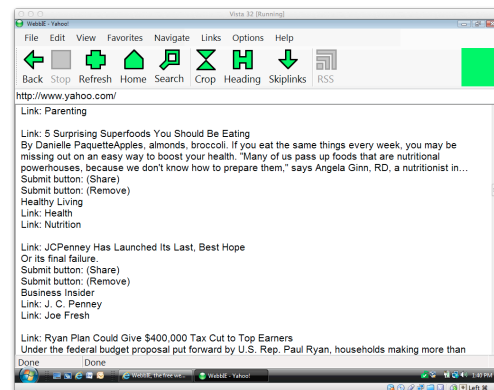 Vista 32 [Running]
WebbIE - Yahoo!
File Edit View Favorites Navigate Links Options Help
Back Stop Refresh Home Search Crop Heading Skiplinks RSS
http://www.yahoo.com/
Link: Parenting
Link: 5 Surprising Superfoods You Should Be Eating
By Danielle PaquetteApples, almonds, broccoli. If you eat the same things every week, you may be
missing out on an easy way to boost your health. "Many of us pass up foods that are nutritional
powerhouses, because we don't know how to prepare them," says Angela Ginn, RD, a nutritionist in...
Submit button: (Share)
Submit button: (Remove)
Healthy Living
Link: Health
Link: Nutrition
Link: JCPenney Has Launched Its Last, Best Hope
Or its final failure.
Submit button: (Share)
Submit button: (Remove)
Business Insider
Link: J. C. Penney
Link: Joe Fresh
Link: Ryan Plan Could Give $400,000 Tax Cut to Top Earners
Under the federal budget proposal put forward by U.S. Rep. Paul Ryan, households making more than
Done Done
WebbIE, the free we... WebbIE - Yahoo! 1:40 PM
Left ⌘